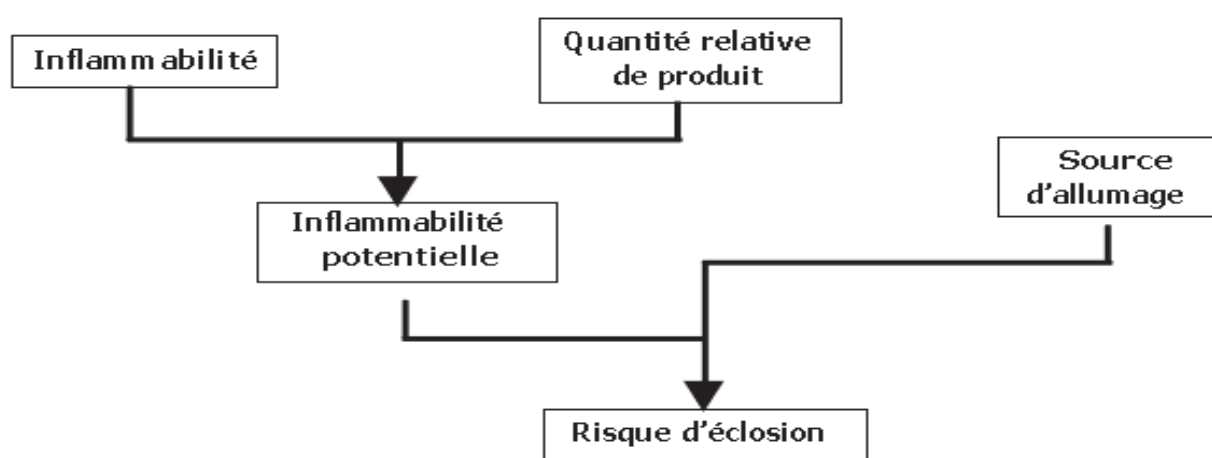 Inflammabilité
Quantité relative
de produit
Source
d'allumage
Inflammabilité
potentielle
Risque d'éclosion